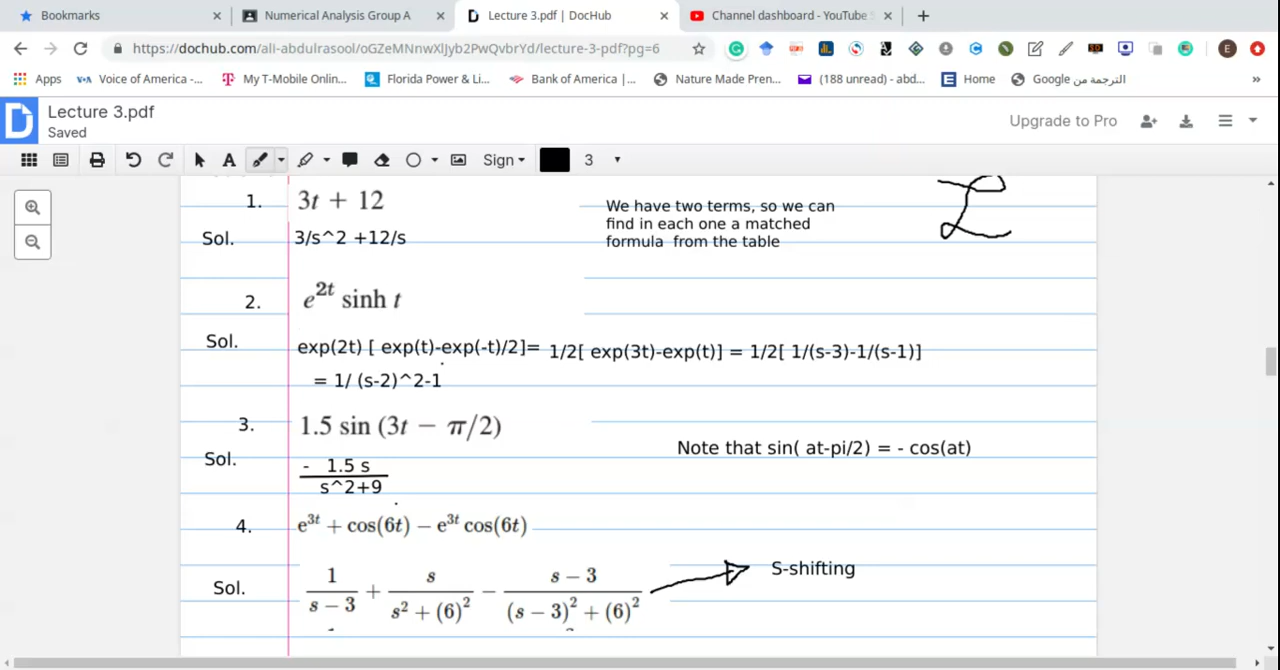 Bookmarks
Numerical Analysis Group A
Lecture 3.pdf | DocHub
Channel dashboard - YouTube S
https://dochub.com/ali-abdulrasool/oGZeMNnwXlJyb2PwQvbrYd/lecture-3-pdf?pg=6
E
Apps
Voice of America -...
My T-Mobile Onlin...
Florida Power & Li...
Bank of America |...
Nature Made Pren...
(188 unread) - abd...
Home
الترجمة من Google
»
Lecture 3.pdf
Saved
Upgrade to Pro
A
Sign
3
1. 3t + 12
We have two terms, so we can
find in each one a matched
formula from the table
Sol. 3/s^2 +12/s
2. e^{2t} sinh t
Sol. exp(2t) [ exp(t)-exp(-t)/2]= 1/2[ exp(3t)-exp(t)] = 1/2[ 1/(s-3)-1/(s-1)]
= 1/ (s-2)^2-1
3. 1.5 sin (3t − π/2)
Note that sin( at-pi/2) = - cos(at)
Sol. - 1.5 s
s^2+9
4. e^{3t} + cos(6t) − e^{3t} cos(6t)
Sol. \frac{1}{s − 3} + \frac{s}{s^2 + (6)^2} − \frac{s − 3}{(s − 3)^2 + (6)^2}
S-shifting